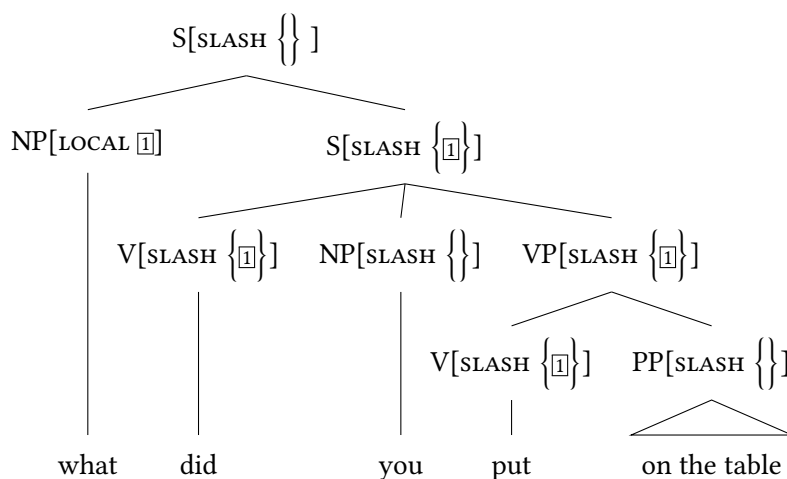 S[SLASH {} ]
NP[LOCAL 1] S[SLASH {1}]
V[SLASH {1}] NP[SLASH {}] VP[SLASH {1}]
V[SLASH {1}] PP[SLASH {}]
what did you put on the table